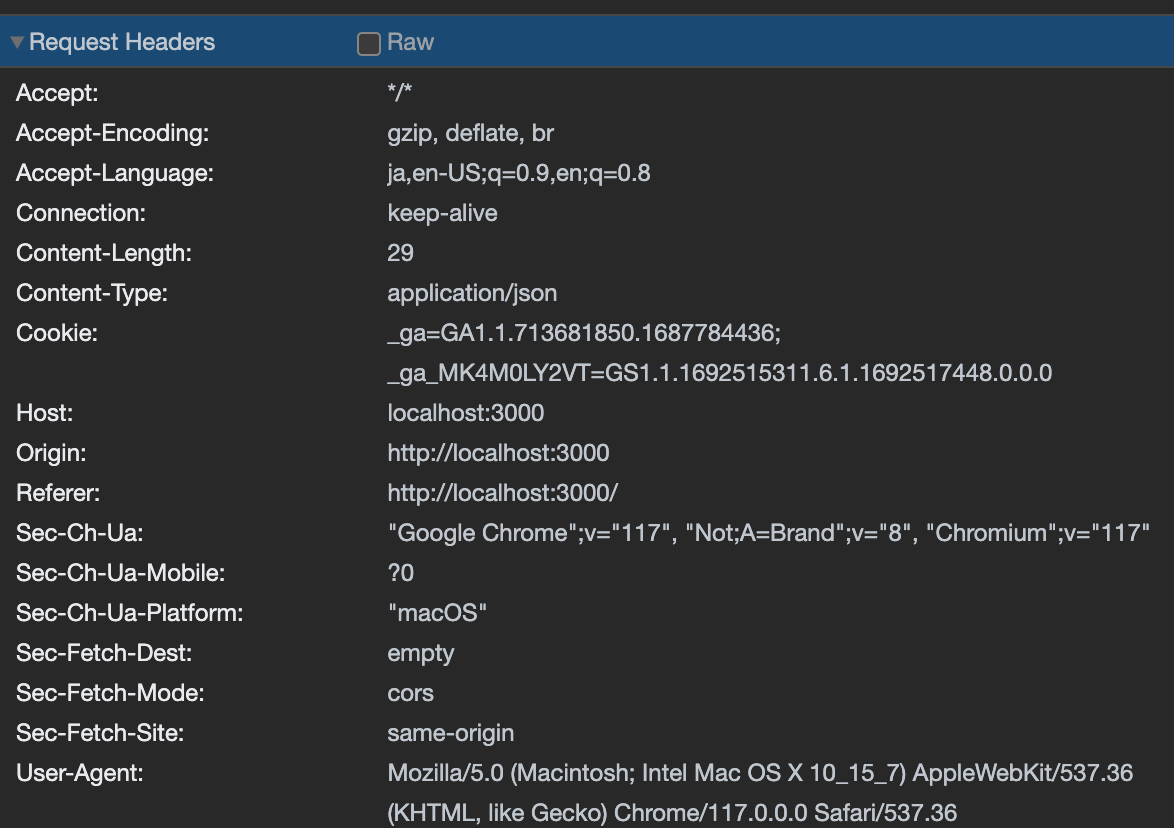 Request Headers Raw
Accept: */*
Accept-Encoding: gzip, deflate, br
Accept-Language: ja,en-US;q=0.9,en;q=0.8
Connection: keep-alive
Content-Length: 29
Content-Type: application/json
Cookie: _ga=GA1.1.713681850.1687784436;
_ga_MK4M0LY2VT=GS1.1.1692515311.6.1.1692517448.0.0.0
Host: localhost:3000
Origin: http://localhost:3000
Referer: http://localhost:3000/
Sec-Ch-Ua: "Google Chrome";v="117", "Not;A=Brand";v="8", "Chromium";v="117"
Sec-Ch-Ua-Mobile: ?0
Sec-Ch-Ua-Platform: "macOS"
Sec-Fetch-Dest: empty
Sec-Fetch-Mode: cors
Sec-Fetch-Site: same-origin
User-Agent: Mozilla/5.0 (Macintosh; Intel Mac OS X 10_15_7) AppleWebKit/537.36
(KHTML, like Gecko) Chrome/117.0.0.0 Safari/537.36